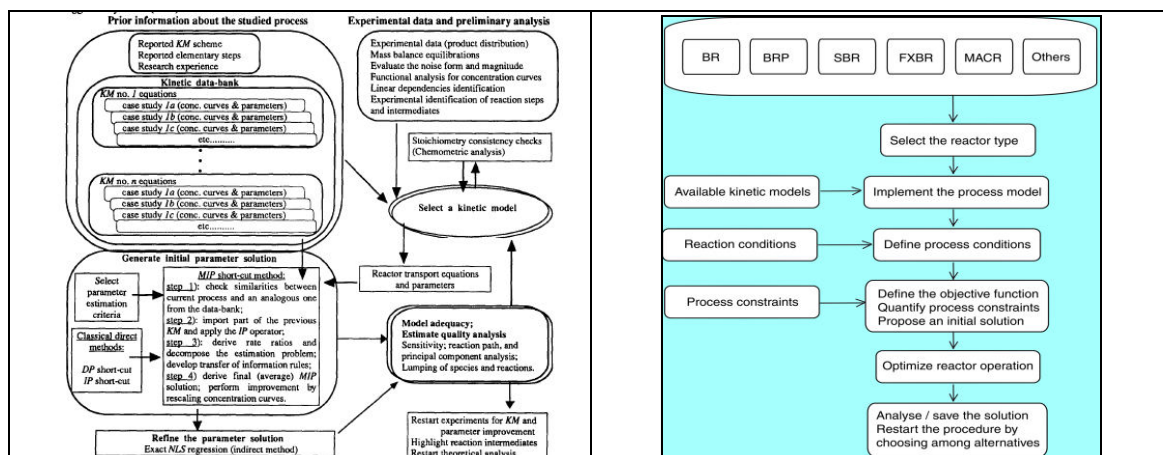 Prior information about the studied process
Reported KM scheme
Reported elementary steps
Research experience
Kinetic data-bank
KM no. 1 equations
case study 1a (conc. curves & parameters)
case study 1b (conc. curves & parameters)
case study 1c (conc. curves & parameters)
etc..........
KM no. n equations
case study 1a (conc. curves & parameters)
case study 1b (conc. curves & parameters)
case study 1c (conc. curves & parameters)
etc..........
Generate initial parameter solution
Select
parameter
estimation
criteria
Classical direct
methods:
DP short-cut
IP short-cut
MIP short-cut method:
step 1): check similarities between
current process and an analogous one
from the data-bank;
step 2): import part of the previous
KM and apply the IP operator;
step 3): derive rate ratios and
decompose the estimation problem;
develop transfer of information rules;
step 4) derive final (average) MIP
solution; perform improvement by
rescaling concentration curves.
Refine the parameter solution
Exact NLS regression (indirect method)
Experimental data and preliminary analysis
Experimental data (product distribution)
Mass balance equilibrations
Evaluate the noise form and magnitude
Functional analysis for concentration curves
Linear dependencies identification
Experimental identification of reaction steps
and intermediates
Stoichiometry consistency checks
(Chemometric analysis)
Select a kinetic model
Reactor transport equations
and parameters
Model adequacy;
Estimate quality analysis
Sensitivity; reaction path, and
principal component analysis;
Lumping of species and reactions.
Restart experiments for KM and
parameter improvement
Highlight reaction intermediates
Restart theoretical analysis
BR
BRP
SBR
FXBR
MACR
Others
Select the reactor type
Available kinetic models
Implement the process model
Reaction conditions
Define process conditions
Process constraints
Define the objective function
Quantify process constraints
Propose an initial solution
Optimize reactor operation
Analyse / save the solution
Restart the procedure by
choosing among alternatives